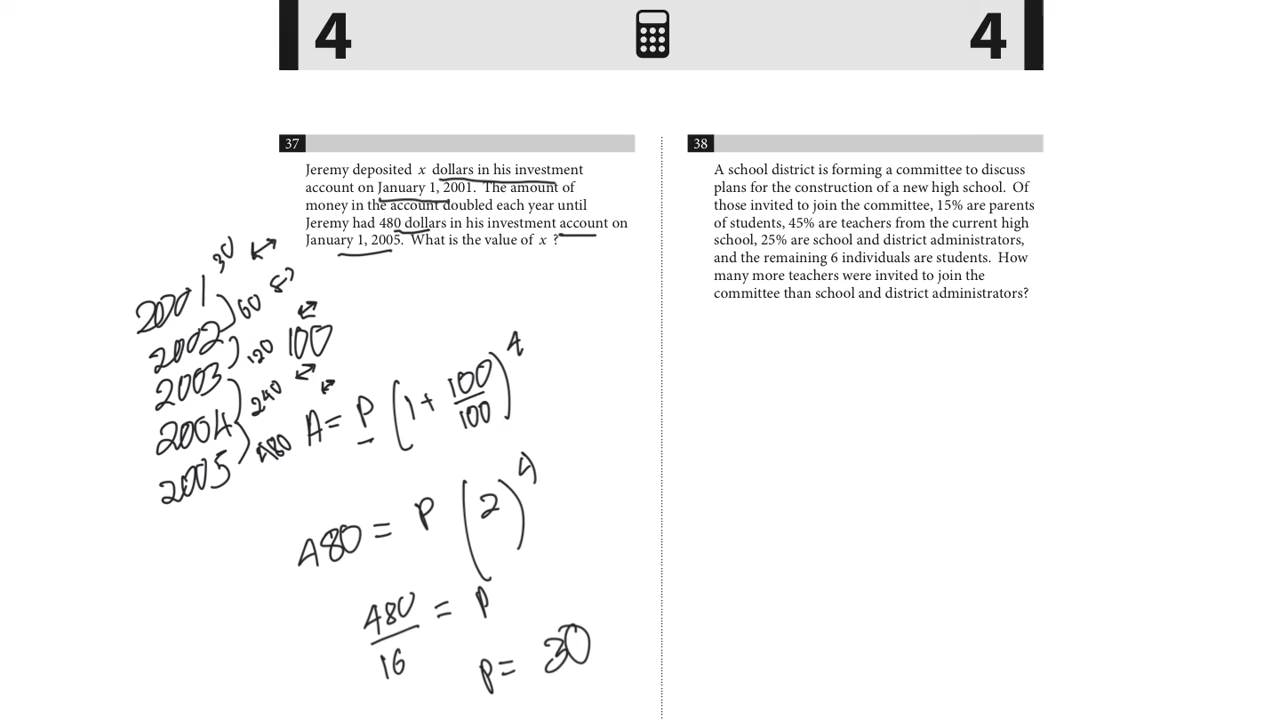 4
4
37
Jeremy deposited x dollars in his investment
account on January 1, 2001. The amount of
money in the account doubled each year until
Jeremy had 480 dollars in his investment account on
January 1, 2005. What is the value of x ?
2001 30
2002 60
2003 120 100
2004 240
2005 480
A = P (1 + 100/100)^4
480 = P (2)^4
480/16 = P
P = 30
38
A school district is forming a committee to discuss
plans for the construction of a new high school. Of
those invited to join the committee, 15% are parents
of students, 45% are teachers from the current high
school, 25% are school and district administrators,
and the remaining 6 individuals are students. How
many more teachers were invited to join the
committee than school and district administrators?